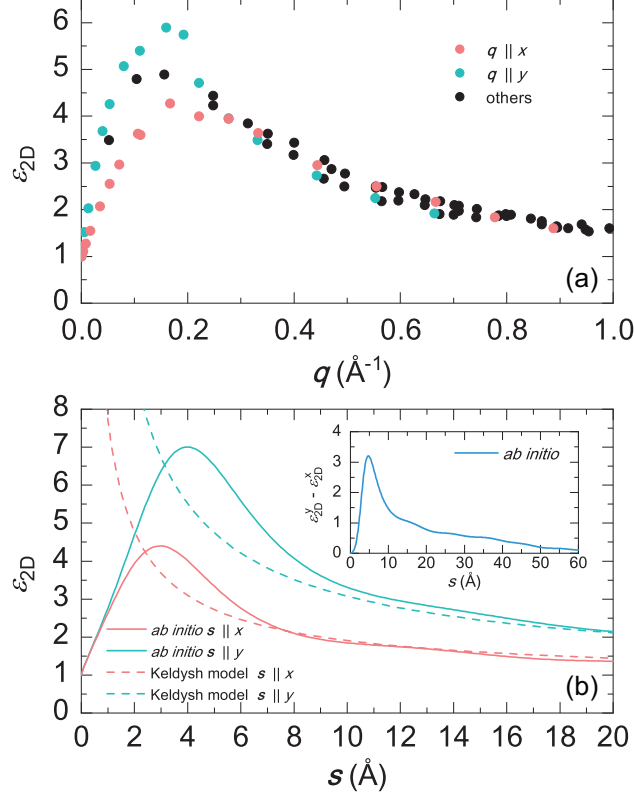 6
5
4
3
2
1
0
ε2D
q || x
q || y
others
(a)
0.0 0.2 0.4 0.6 0.8 1.0
q (Å-1)
8
7
6
5
4
3
2
1
0
ε2D
4
3
2
1
0
εy2D - εx2D
ab initio
0 10 20 30 40 50 60
s (Å)
ab initio s || x
ab initio s || y
Keldysh model s || x
Keldysh model s || y
(b)
0 2 4 6 8 10 12 14 16 18 20
s (Å)